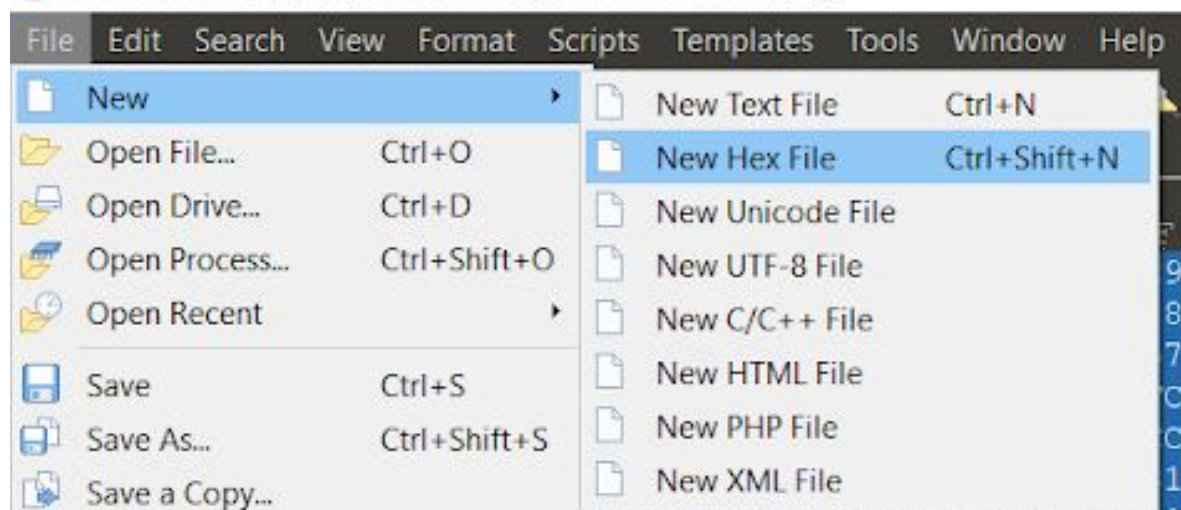 File Edit Search View Format Scripts Templates Tools Window Help
New
Open File... Ctrl+O
Open Drive... Ctrl+D
Open Process... Ctrl+Shift+O
Open Recent
Save Ctrl+S
Save As... Ctrl+Shift+S
Save a Copy...
New Text File Ctrl+N
New Hex File Ctrl+Shift+N
New Unicode File
New UTF-8 File
New C/C++ File
New HTML File
New PHP File
New XML File